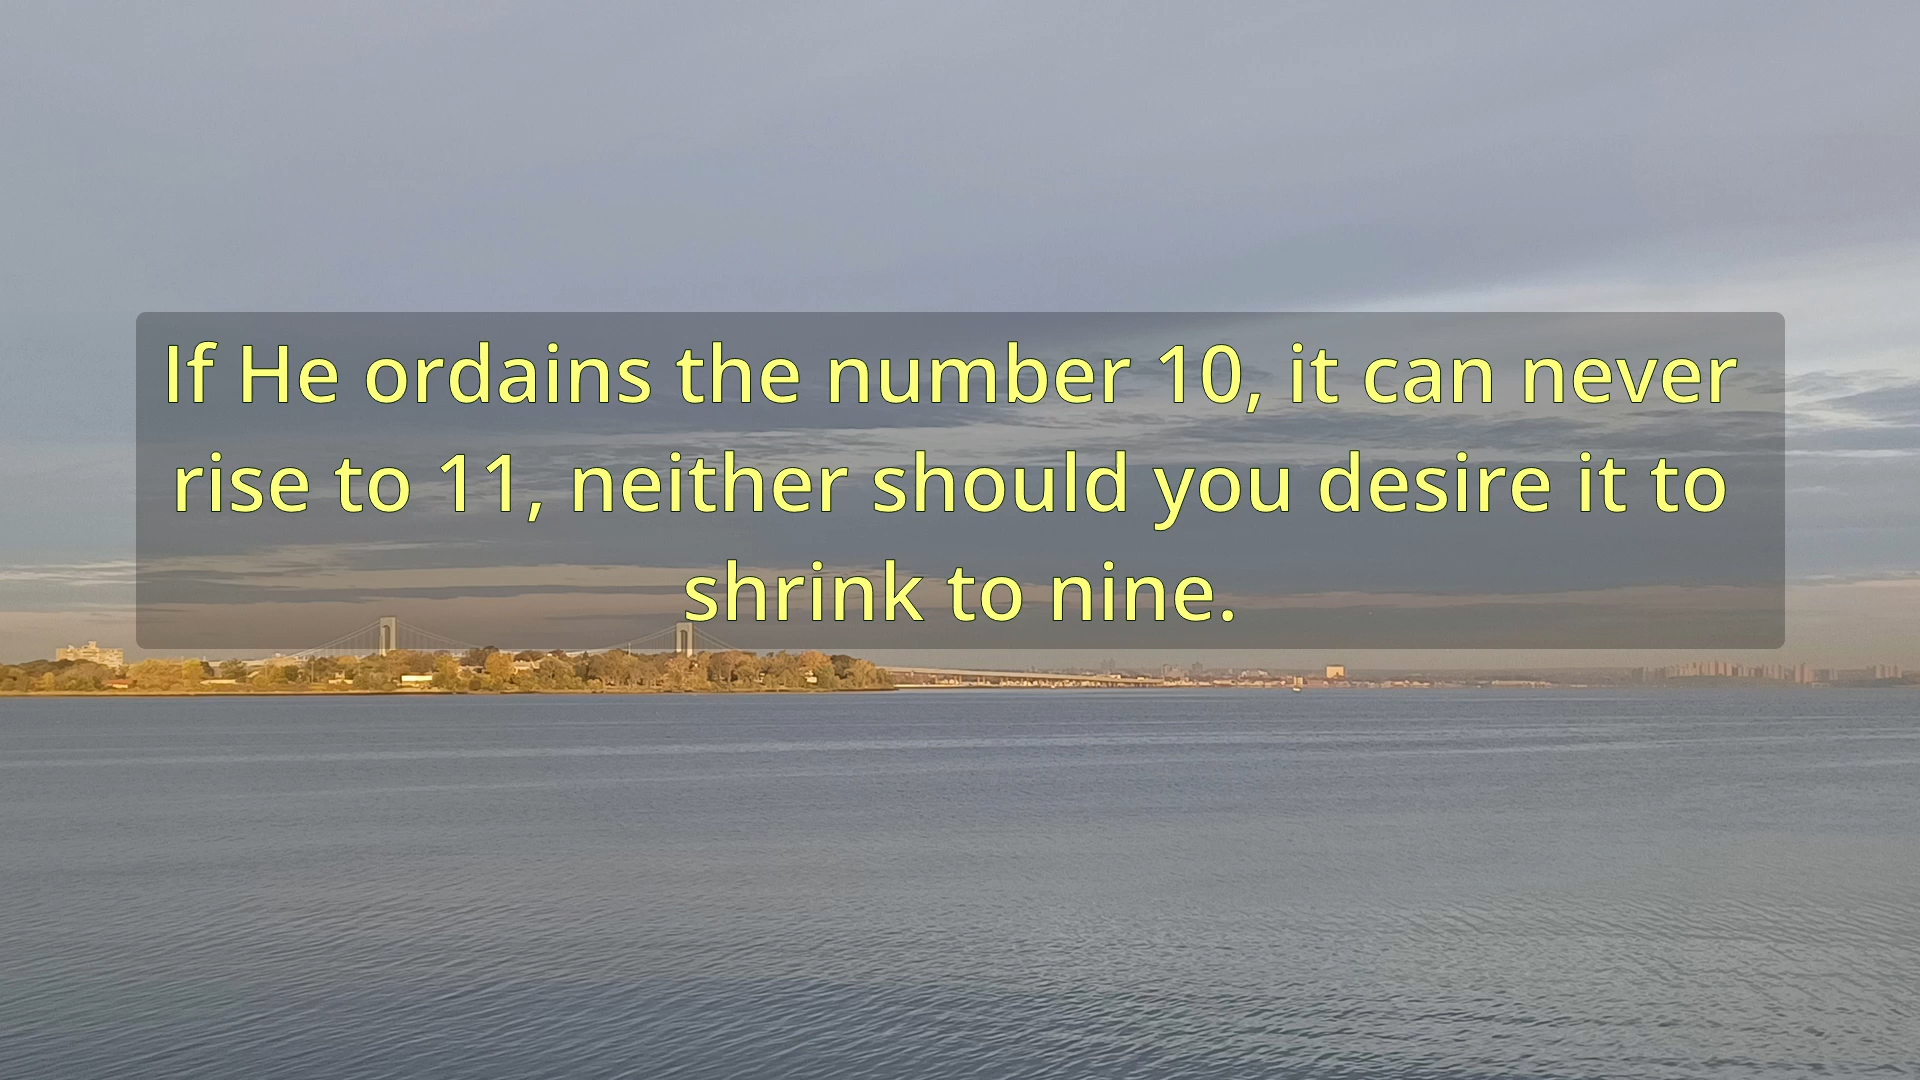 If He ordains the number 10, it can never
rise to 11, neither should you desire it to
shrink to nine.